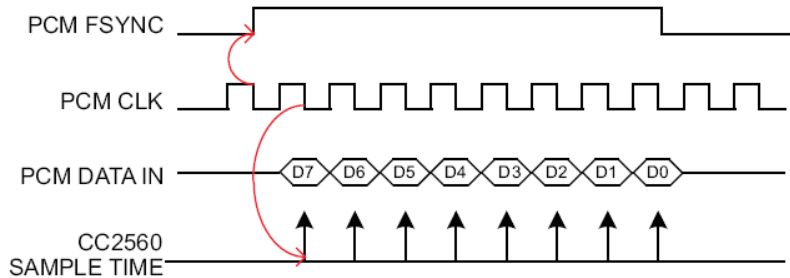 PCM FSYNC
PCM CLK
PCM DATA IN
D7 D6 D5 D4 D3 D2 D1 D0
CC2560
SAMPLE TIME